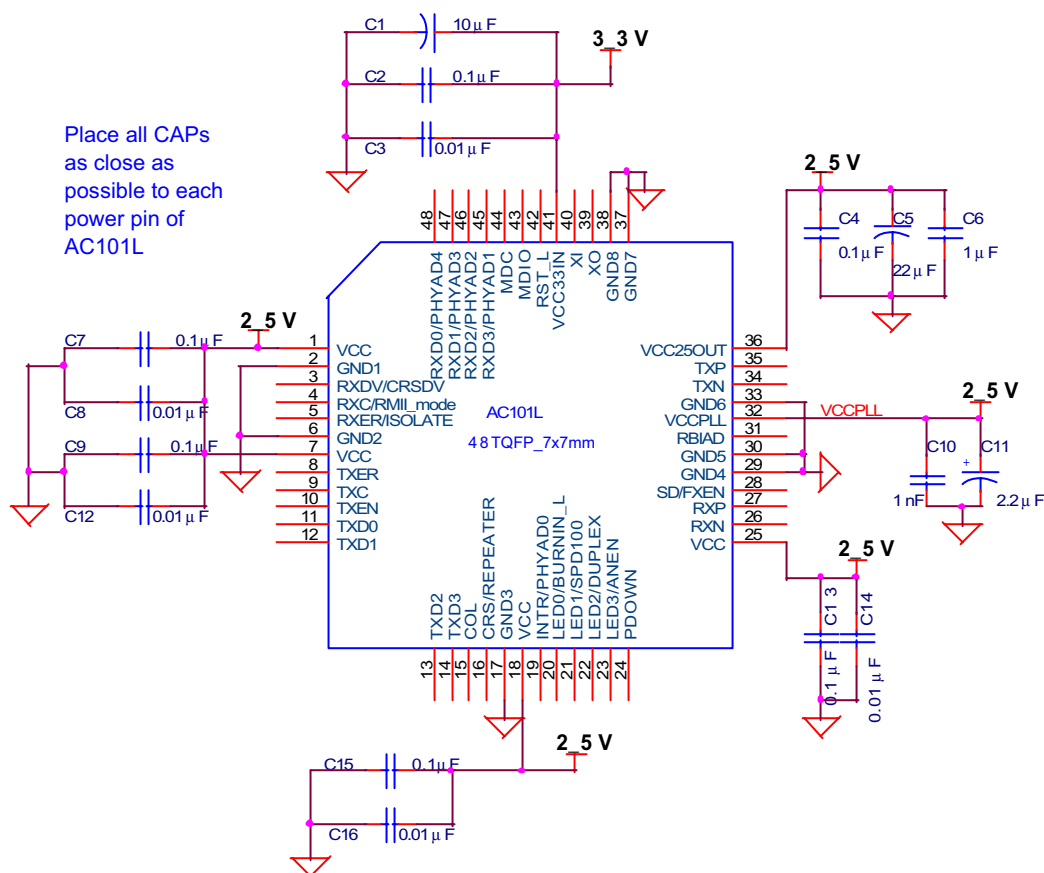 C1 10μF
3_3 V
C2 0.1μF
C3 0.01μF
Place all CAPs
as close as
possible to each
power pin of
AC101L
2_5 V
C4 C5 C6
0.1μF 22μF 1μF
48 47 46 45 44 43 42 41 40 39 38 37
RXD0/PHYAD4
RXD1/PHYAD3
RXD2/PHYAD2
RXD3/PHYAD1
MDC
MDIO
RST_L
VCC33IN
XI
XO
GND8
GND7
2_5 V
C7 0.1μF
C8 0.01μF
C9 0.1μF
C12 0.01μF
1 VCC
2 GND1
3 RXDV/CRSDV
4 RXC/RMII_mode
5 RXER/ISOLATE
6 GND2
7 VCC
8 TXER
9 TXC
10 TXEN
11 TXD0
12 TXD1
AC101L
48TQFP_7x7mm
VCC25OUT 36
TXP 35
TXN 34
GND6 33
VCCPLL 32
RBIAD 31
GND5 30
GND4 29
SD/FXEN 28
RXP 27
RXN 26
VCC 25
VCCPLL
2_5 V
C10 C11
+
1nF 2.2μF
2_5 V
C13 C14
0.1μF
0.01μF
TXD2
TXD3
COL
CRS/REPEATER
GND3
VCC
INTR/PHYAD0
LED0/BURNIN_L
LED1/SPD100
LED2/DUPLEX
LED3/ANEN
PDOWN
13 14 15 16 17 18 19 20 21 22 23 24
2_5 V
C15 0.1μF
C16 0.01μF